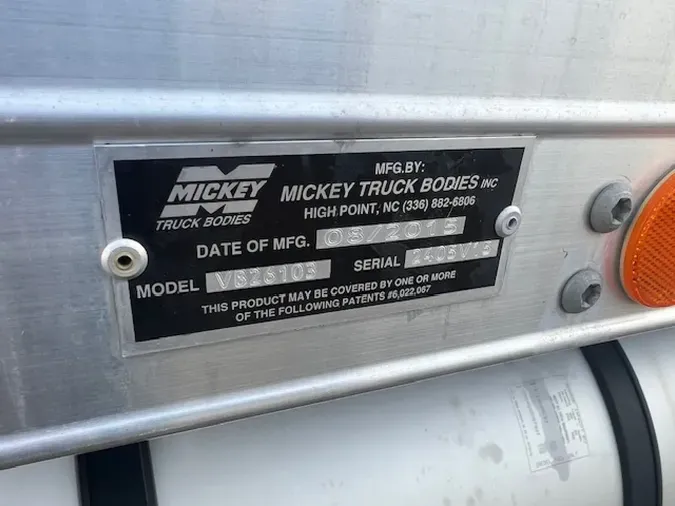 MICKEY
TRUCK BODIES
MFG.BY:
MICKEY TRUCK BODIES INC
HIGH POINT, NC (336) 882-6806
DATE OF MFG. 08/2015
MODEL V826103 SERIAL 2405V15
THIS PRODUCT MAY BE COVERED BY ONE OR MORE
OF THE FOLLOWING PATENTS #6,022,067